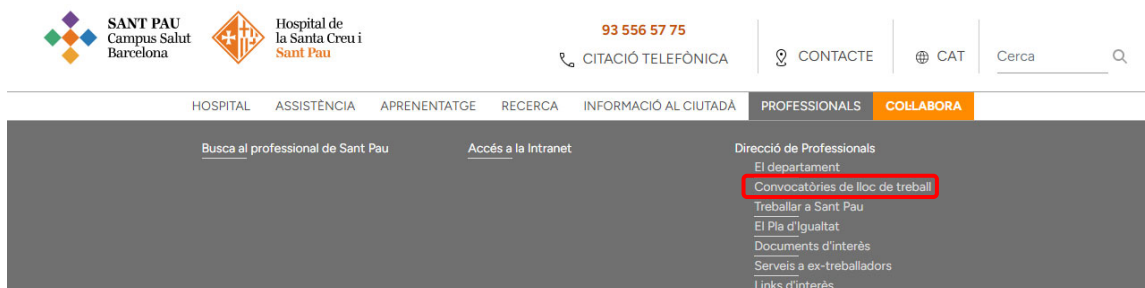 SANT PAU
Campus Salut
Barcelona
Hospital de
la Santa Creu i
Sant Pau
93 556 57 75
CITACIÓ TELEFÒNICA
CONTACTE
CAT
Cerca
HOSPITAL ASSISTÈNCIA APRENENTATGE RECERCA INFORMACIÓ AL CIUTADÀ PROFESSIONALS COL·LABORA
Busca al professional de Sant Pau
Accés a la Intranet
Direcció de Professionals
El departament
Convocatòries de lloc de treball
Treballar a Sant Pau
El Pla d'Igualtat
Documents d'interès
Serveis a ex-treballadors
Links d'interès